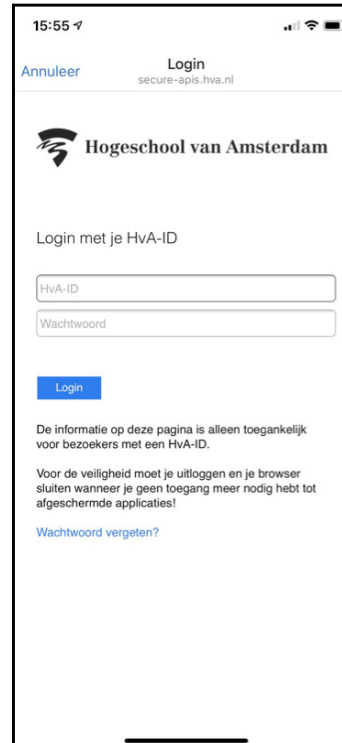 15:55
Annuleer
Login
secure-apis.hva.nl
Hogeschool van Amsterdam
Login met je HvA-ID
HvA-ID
Wachtwoord
Login
De informatie op deze pagina is alleen toegankelijk
voor bezoekers met een HvA-ID.
Voor de veiligheid moet je uitloggen en je browser
sluiten wanneer je geen toegang meer nodig hebt tot
afgeschermde applicaties!
Wachtwoord vergeten?